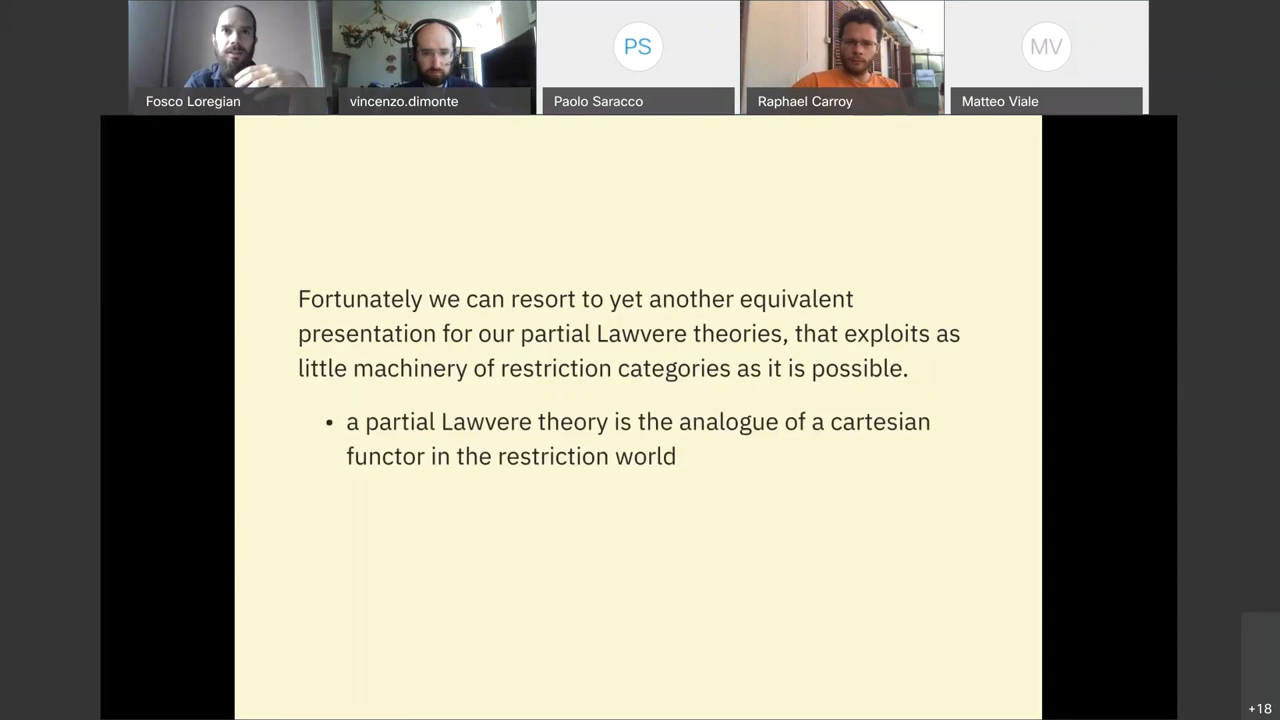 PS
MV
Fosco Loregian
vincenzo.dimonte
Paolo Saracco
Raphael Carroy
Matteo Viale
Fortunately we can resort to yet another equivalent
presentation for our partial Lawvere theories, that exploits as
little machinery of restriction categories as it is possible.
• a partial Lawvere theory is the analogue of a cartesian
functor in the restriction world
+18